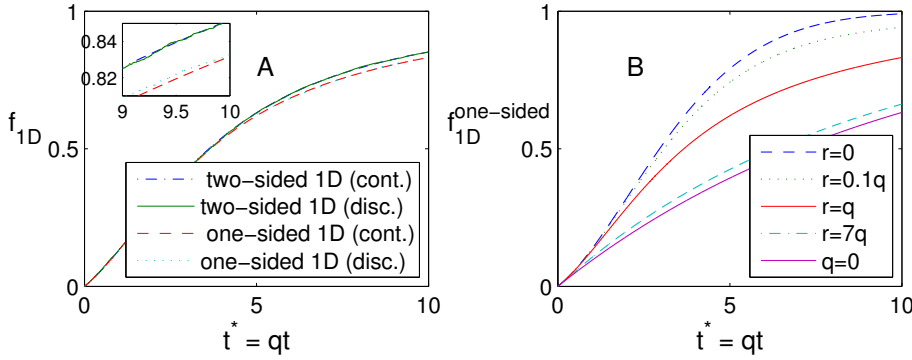 1
0.5
0
f1D
0.84
0.82
9
9.5
10
A
two-sided 1D (cont.)
two-sided 1D (disc.)
one-sided 1D (cont.)
one-sided 1D (disc.)
0
5
10
t* = qt
1
0.5
0
f1D one-sided
B
r=0
r=0.1q
r=q
r=7q
q=0
0
5
10
t* = qt